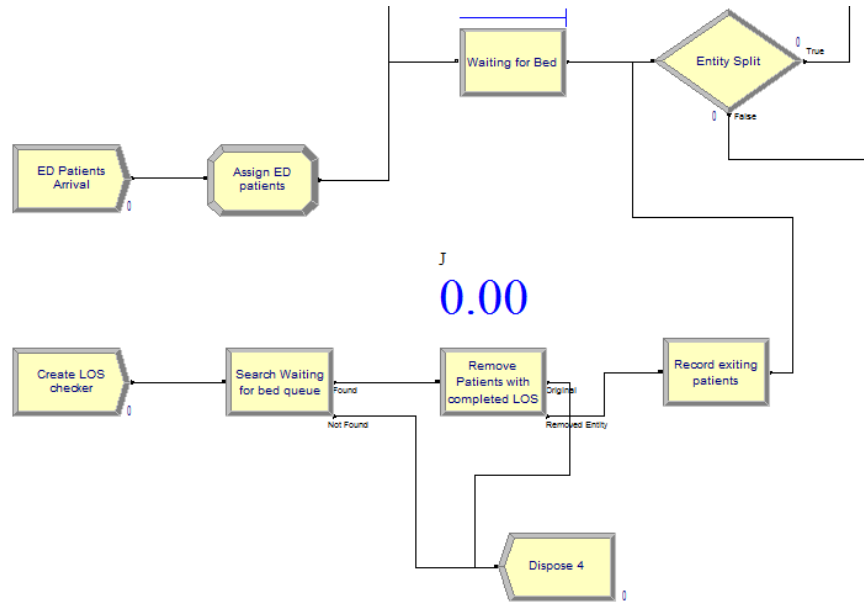 Waiting for Bed
Entity Split
0
True
0
False
ED Patients
Arrival
0
Assign ED
patients
J
0.00
Create LOS
checker
0
Search Waiting
for bed queue
Found
Not Found
Remove
Patients with
completed LOS
Original
Removed Entity
Record exiting
patients
Dispose 4
0